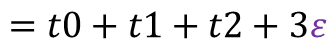 = t0 + t1 + t2 + 3ε